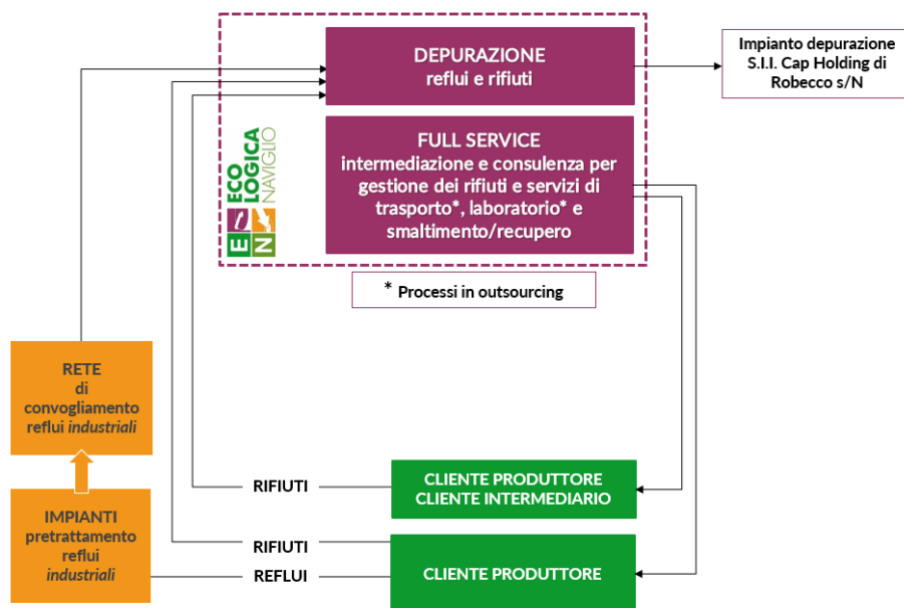 DEPURAZIONE
reflui e rifiuti
Impianto depurazione
S.I.I. Cap Holding di
Robecco s/N
EN
ECO
LOGICA
NAVIGLIO
FULL SERVICE
intermediazione e consulenza per
gestione dei rifiuti e servizi di
trasporto*, laboratorio* e
smaltimento/recupero
* Processi in outsourcing
RETE
di
convogliamento
reflui industriali
IMPIANTI
pretrattamento
reflui
industriali
RIFIUTI
CLIENTE PRODUTTORE
CLIENTE INTERMEDIARIO
RIFIUTI
REFLUI
CLIENTE PRODUTTORE